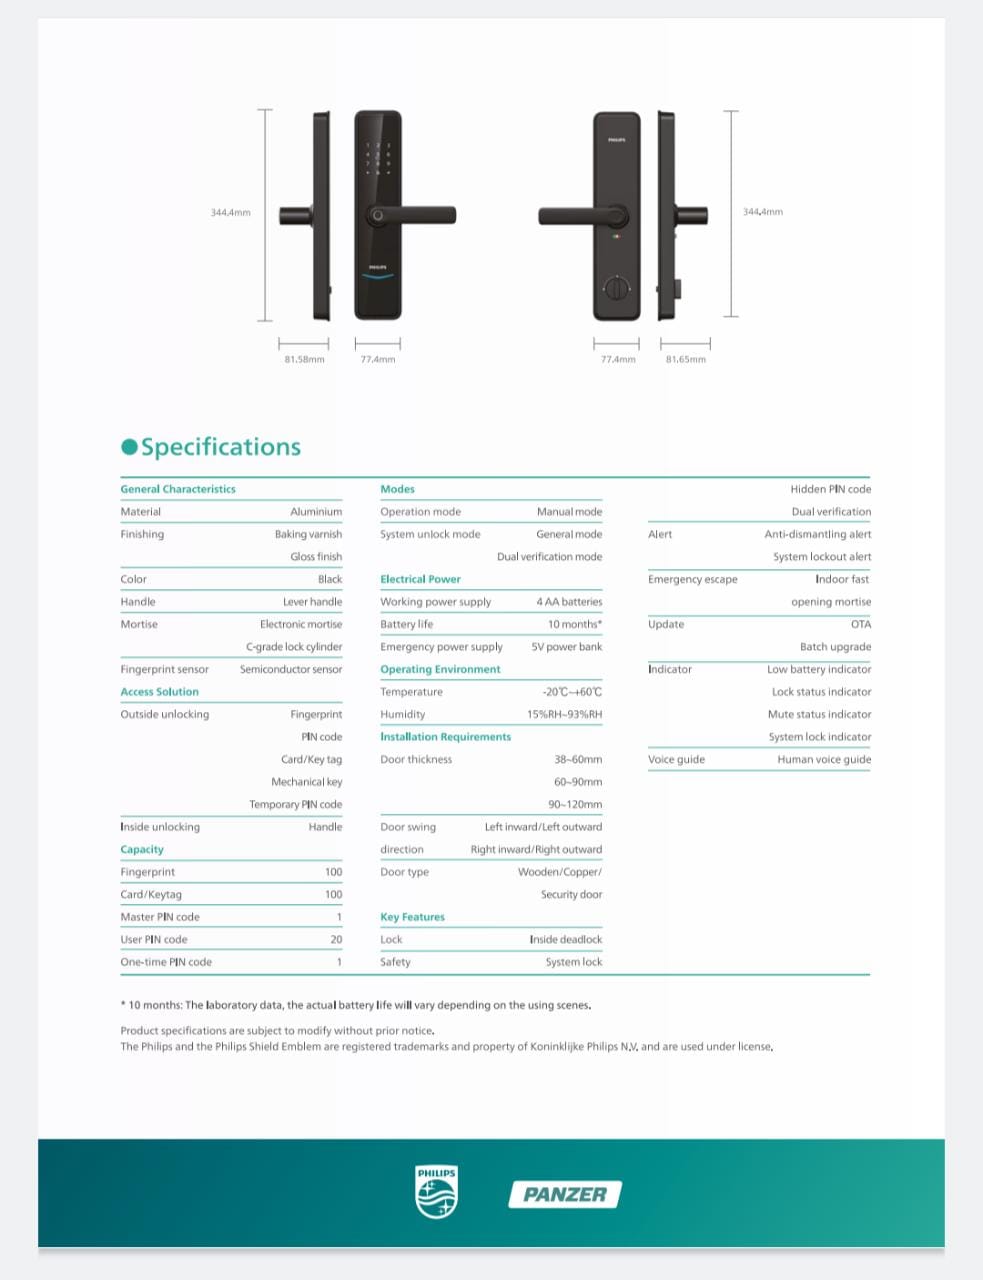 344.4mm
344.4mm
81.58mm
77.4mm
77.4mm
81.65mm
PHILIPS
PHILIPS
Specifications
General Characteristics
Material Aluminium
Finishing Baking varnish
Gloss finish
Color Black
Handle Lever handle
Mortise Electronic mortise
C-grade lock cylinder
Fingerprint sensor Semiconductor sensor
Access Solution
Outside unlocking Fingerprint
PIN code
Card/Key tag
Mechanical key
Temporary PIN code
Inside unlocking Handle
Capacity
Fingerprint 100
Card/Keytag 100
Master PIN code 1
User PIN code 20
One-time PIN code 1
Modes
Operation mode Manual mode
System unlock mode General mode
Dual verification mode
Electrical Power
Working power supply 4 AA batteries
Battery life 10 months*
Emergency power supply 5V power bank
Operating Environment
Temperature -20℃~+60℃
Humidity 15%RH~93%RH
Installation Requirements
Door thickness 38~60mm
60~90mm
90~120mm
Door swing Left inward/Left outward
direction Right inward/Right outward
Door type Wooden/Copper/
Security door
Key Features
Lock Inside deadlock
Safety System lock
Hidden PIN code
Dual verification
Alert Anti-dismantling alert
System lockout alert
Emergency escape Indoor fast
opening mortise
Update OTA
Batch upgrade
Indicator Low battery indicator
Lock status indicator
Mute status indicator
System lock indicator
Voice guide Human voice guide
* 10 months: The laboratory data, the actual battery life will vary depending on the using scenes.
Product specifications are subject to modify without prior notice.
The Philips and the Philips Shield Emblem are registered trademarks and property of Koninklijke Philips N.V. and are used under license.
PHILIPS
PANZER